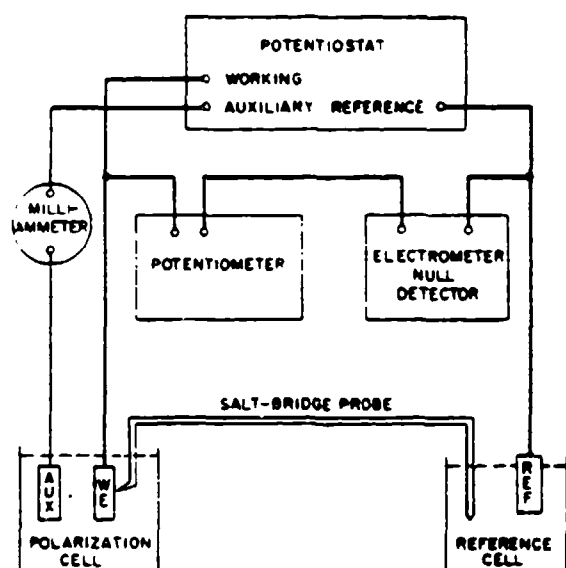 POTENTIOSTAT
WORKING
AUXILIARY REFERENCE
MILLI-
AMMETER
POTENTIOMETER
ELECTROMETER
NULL
DETECTOR
SALT-BRIDGE PROBE
AUX
WE
REF
POLARIZATION
CELL
REFERENCE
CELL